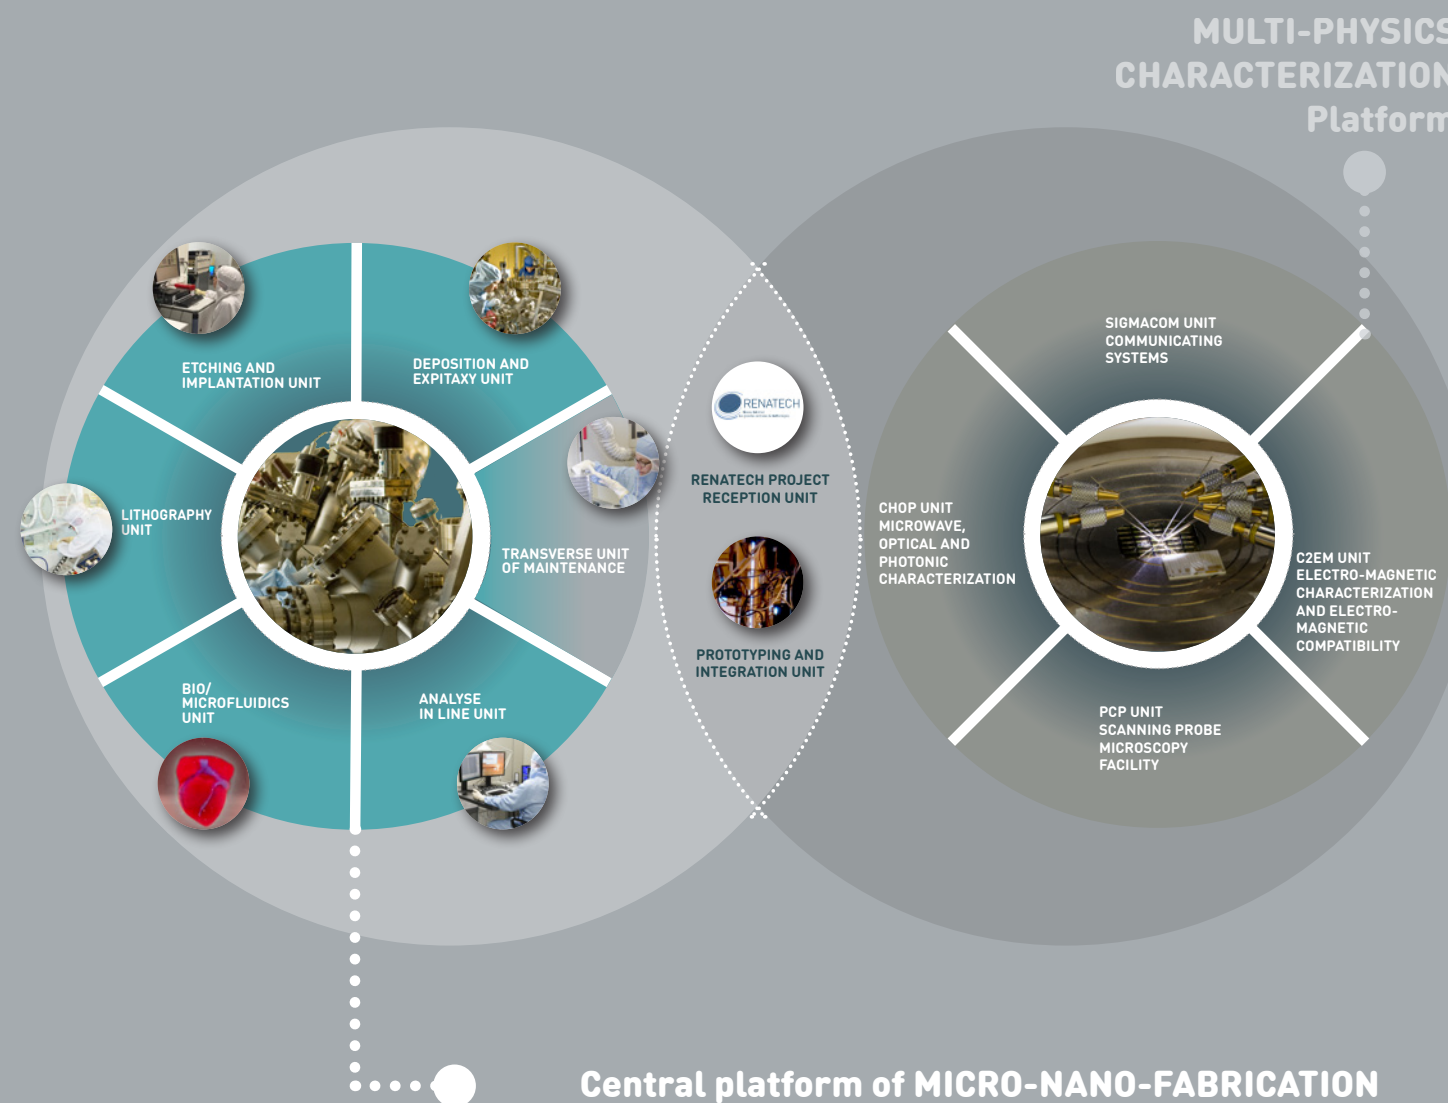 MULTI-PHYSICS
CHARACTERIZATION
Platform
ETCHING AND
IMPLANTATION UNIT
DEPOSITION AND
EXPITAXY UNIT
LITHOGRAPHY
UNIT
TRANSVERSE UNIT
OF MAINTENANCE
BIO/
MICROFLUIDICS
UNIT
ANALYSE
IN LINE UNIT
RENATECH
RENATECH PROJECT
RECEPTION UNIT
PROTOTYPING AND
INTEGRATION UNIT
SIGMACOM UNIT
COMMUNICATING
SYSTEMS
CHOP UNIT
MICROWAVE,
OPTICAL AND
PHOTONIC
CHARACTERIZATION
C2EM UNIT
ELECTRO-MAGNETIC
CHARACTERIZATION
AND ELECTRO-
MAGNETIC
COMPATIBILITY
PCP UNIT
SCANNING PROBE
MICROSCOPY
FACILITY
Central platform of MICRO-NANO-FABRICATION